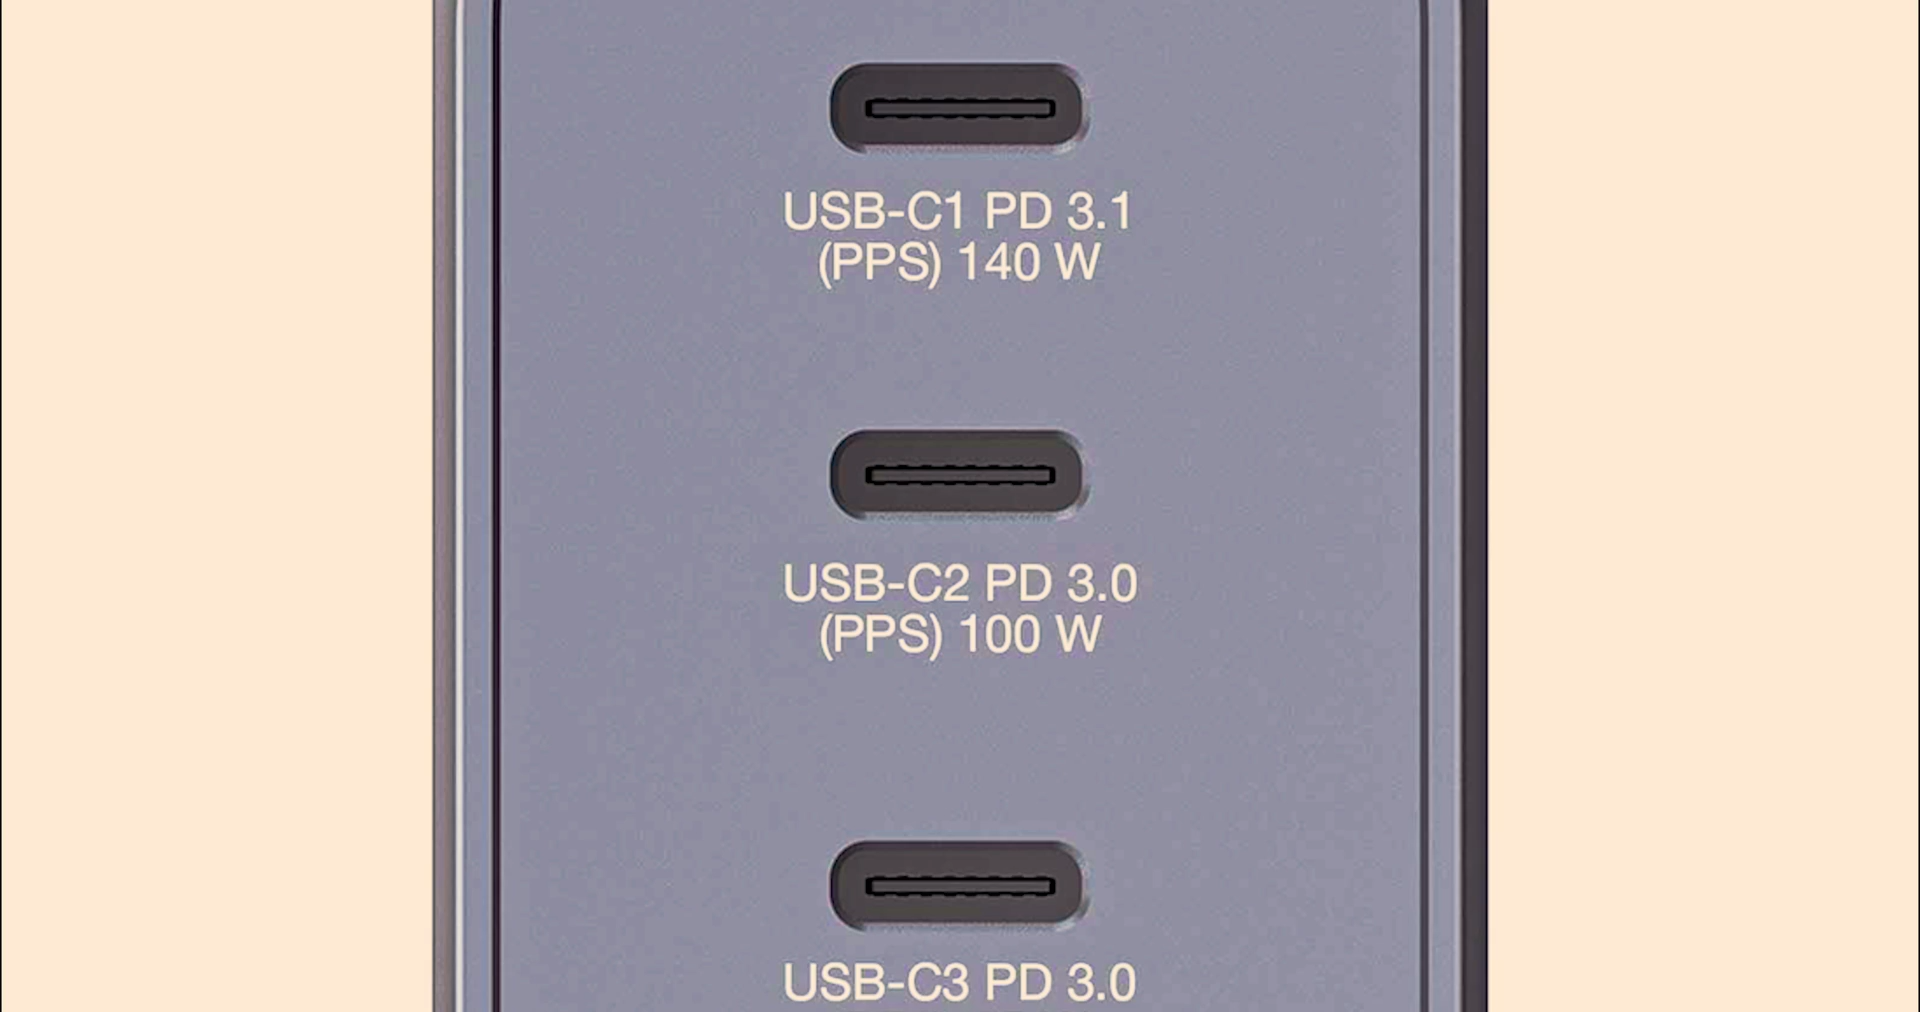 USB-C1 PD 3.1
(PPS) 140 W
USB-C2 PD 3.0
(PPS) 100 W
USB-C3 PD 3.0